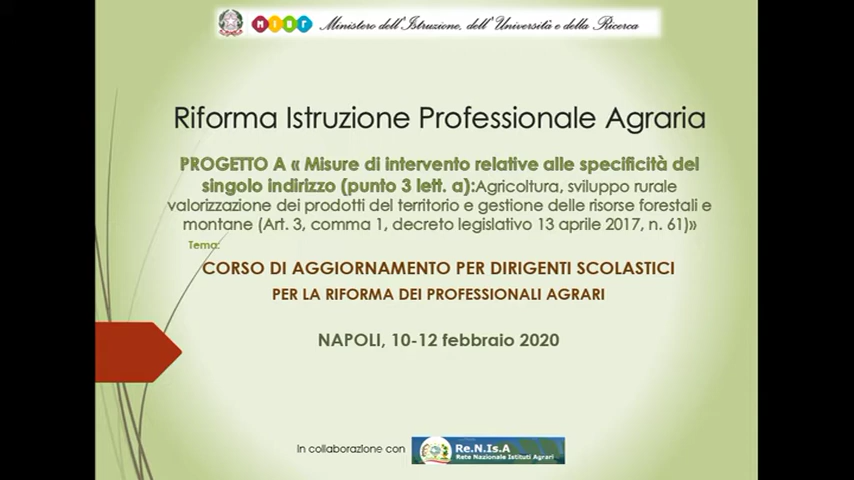 MIUR Ministero dell'Istruzione, dell'Università e della Ricerca
Riforma Istruzione Professionale Agraria
PROGETTO A « Misure di intervento relative alle specificità del
singolo indirizzo (punto 3 lett. a):Agricoltura, sviluppo rurale
valorizzazione dei prodotti del territorio e gestione delle risorse forestali e
montane (Art. 3, comma 1, decreto legislativo 13 aprile 2017, n. 61)»
Tema:
CORSO DI AGGIORNAMENTO PER DIRIGENTI SCOLASTICI
PER LA RIFORMA DEI PROFESSIONALI AGRARI
NAPOLI, 10-12 febbraio 2020
in collaborazione con
Re.N.Is.A
Rete Nazionale Istituti Agrari